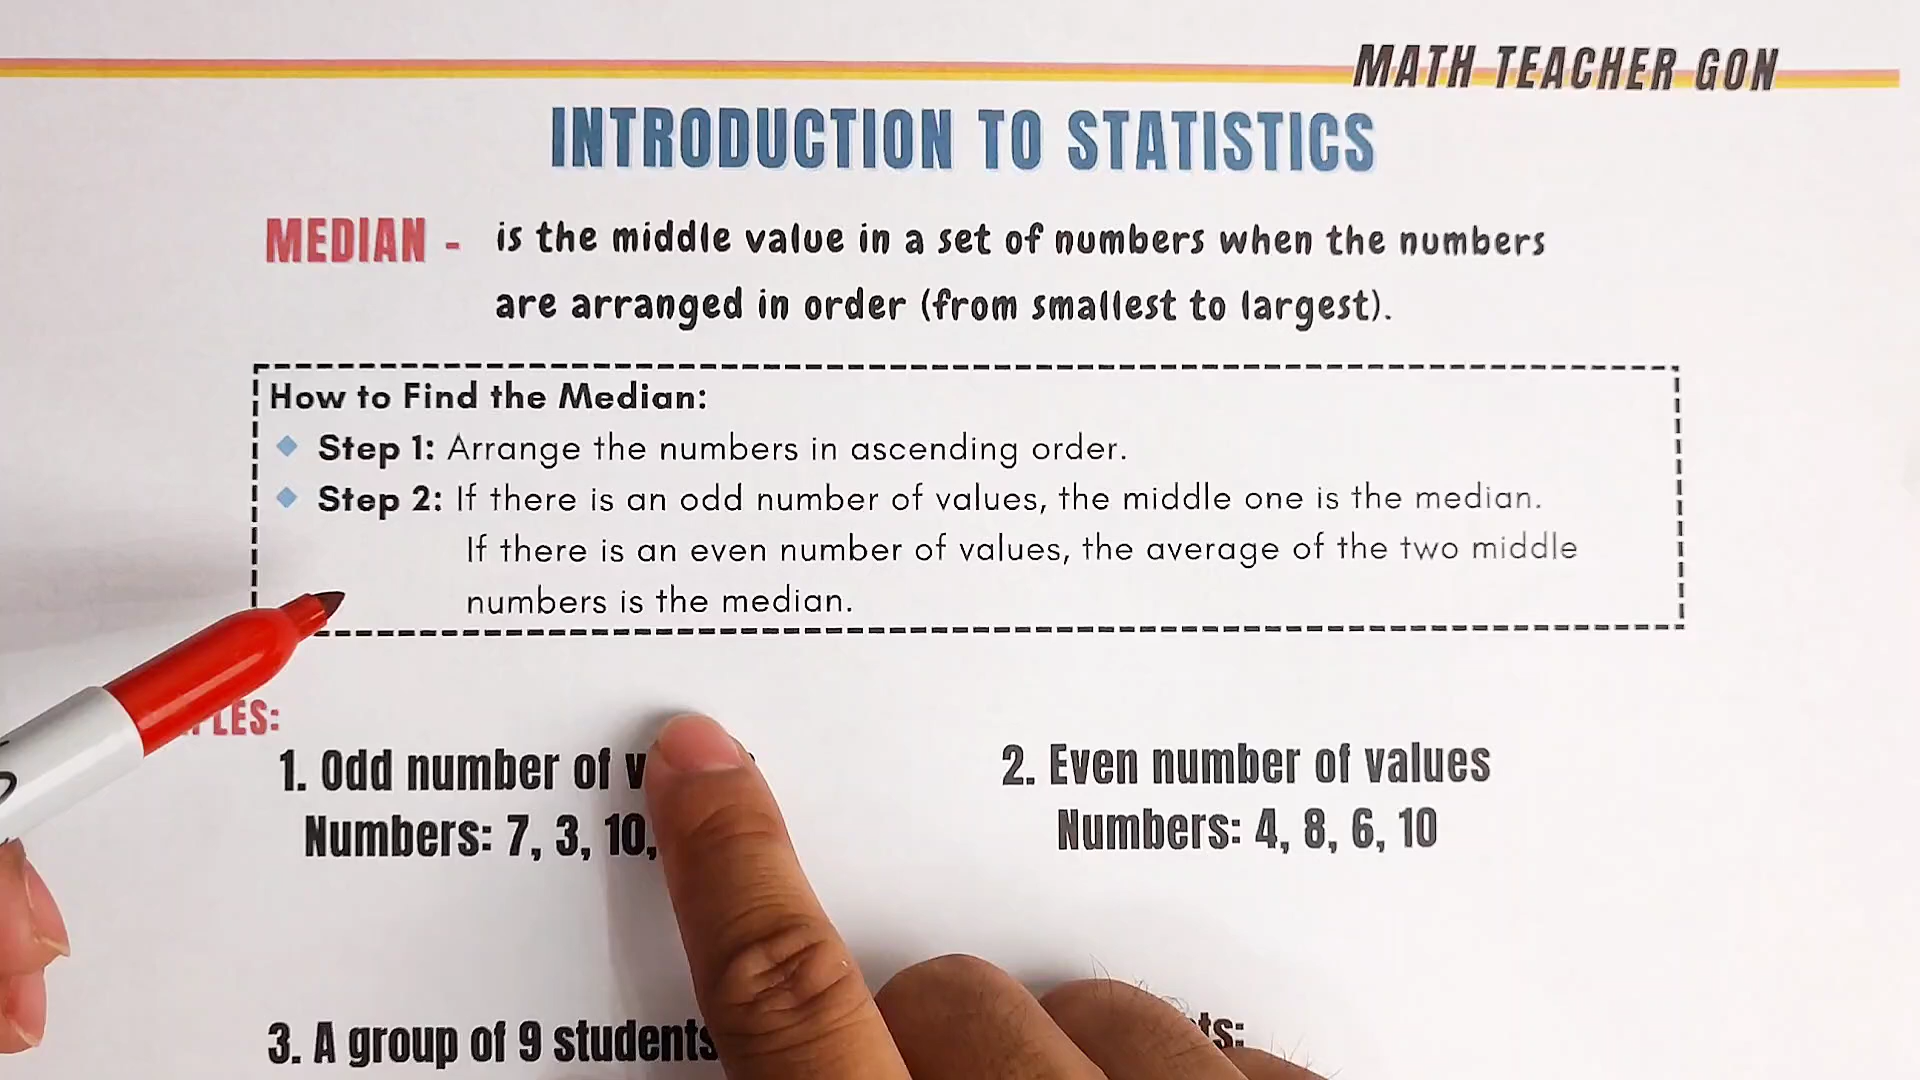 MATH TEACHER GON
INTRODUCTION TO STATISTICS
MEDIAN - is the middle value in a set of numbers when the numbers
are arranged in order (from smallest to largest).
How to Find the Median:
Step 1: Arrange the numbers in ascending order.
Step 2: If there is an odd number of values, the middle one is the median.
If there is an even number of values, the average of the two middle
numbers is the median.
1. Odd number of
Numbers: 7, 3, 10,
2. Even number of values
Numbers: 4, 8, 6, 10
3. A group of 9 students